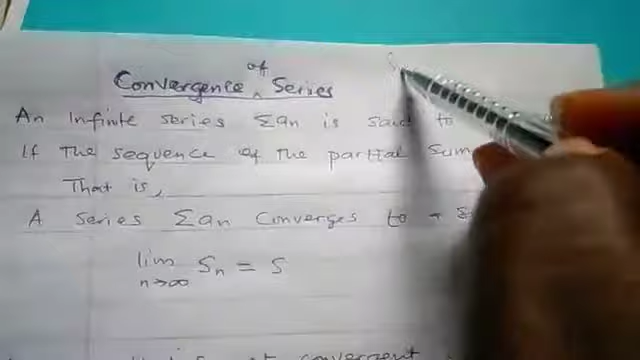 Convergence of Series
An Infinite series Σan is said to
If the sequence of the partial Sum
That is,
A series Σan Converges to a
lim Sn = S
n→∞
convergent